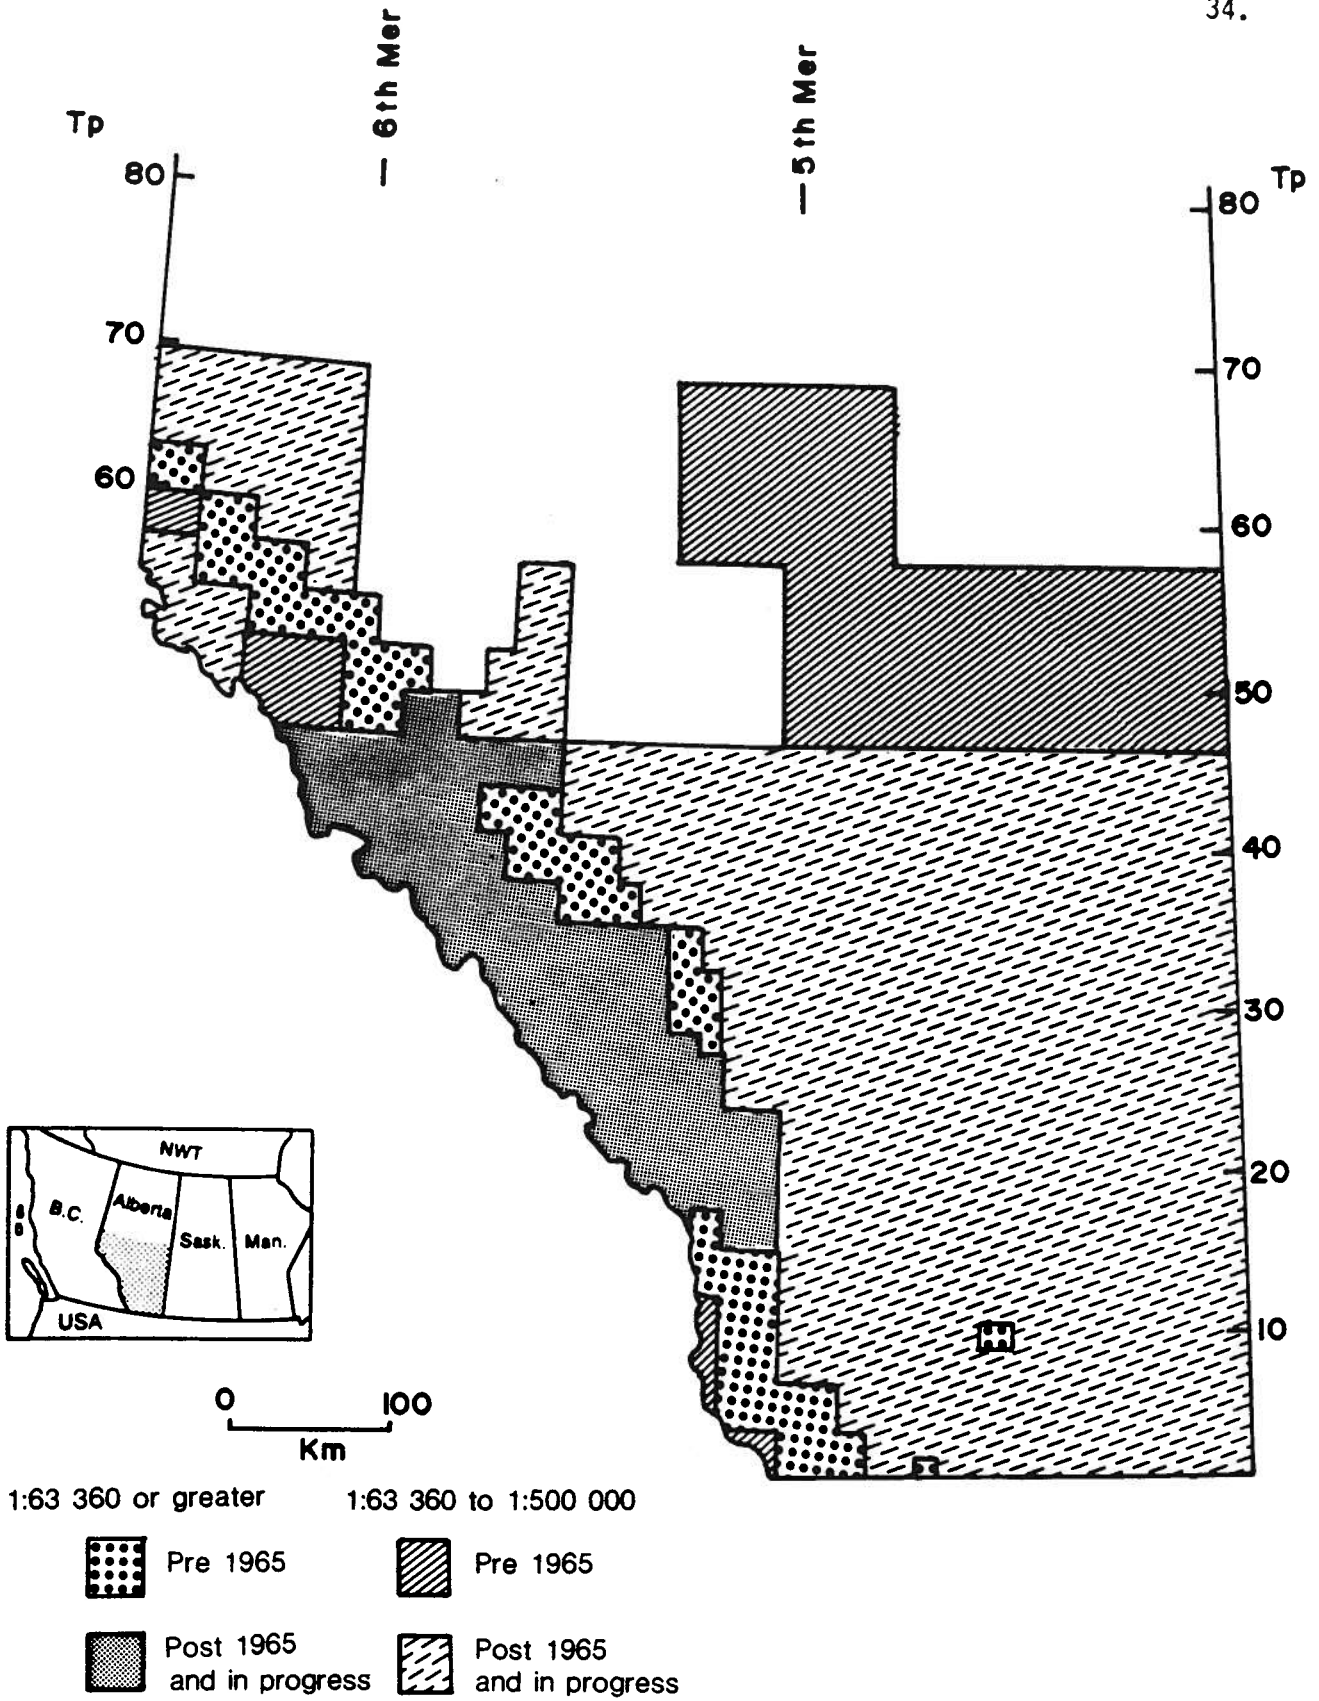 34.
6th Mer
5th Mer
Tp
80
Tp
80
70
70
60
60
50
40
30
20
10
NWT
B.C.
Alberta
Sask.
Man.
USA
0 100
Km
1:63 360 or greater
1:63 360 to 1:500 000
Pre 1965
Pre 1965
Post 1965
and in progress
Post 1965
and in progress